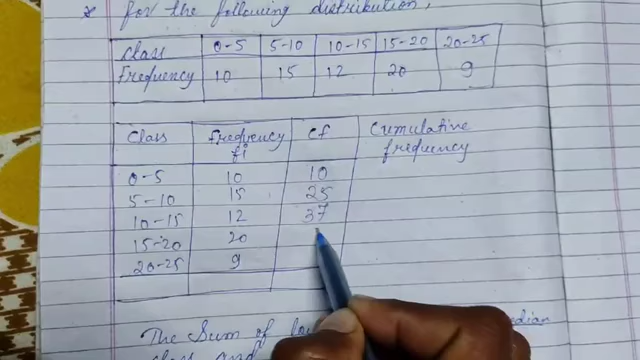 * for the following distribution,
Class 0-5 5-10 10-15 15-20 20-25
Frequency 10 15 12 20 9
Class Frequency fi Cf Cumulative frequency
0-5 10 10
5-10 15 25
10-15 12 37
15-20 20
20-25 9
The Sum of
class and